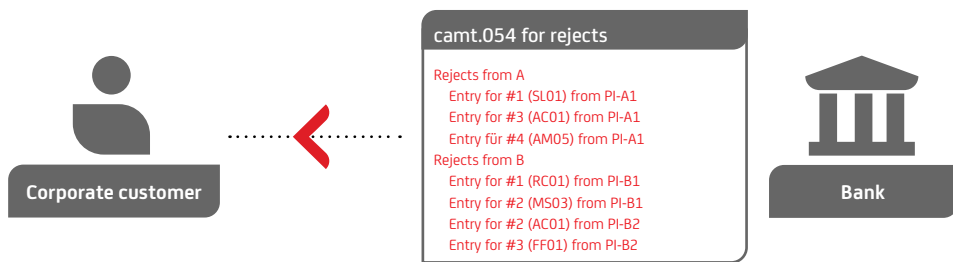 camt.054 for rejects
Rejects from A
Entry for #1 (SL01) from PI-A1
Entry for #3 (AC01) from PI-A1
Entry für #4 (AM05) from PI-A1
Rejects from B
Entry for #1 (RC01) from PI-B1
Entry for #2 (MS03) from PI-B1
Entry for #2 (AC01) from PI-B2
Entry for #3 (FF01) from PI-B2
Corporate customer
Bank